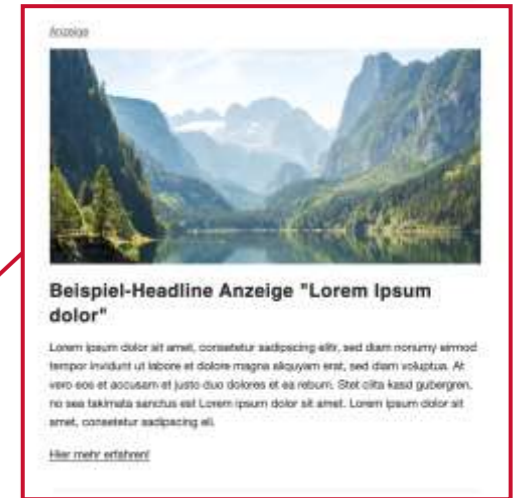 Anzeige
Beispiel-Headline Anzeige "Lorem Ipsum
dolor"
Lorem ipsum dolor sit amet, consetetur sadipscing elitr, sed diam nonumy eirmod
tempor invidunt ut labore et dolore magna aliquyam erat, sed diam voluptua. At
vero eos et accusam et justo duo dolores et ea rebum. Stet clita kasd gubergren,
no sea takimata sanctus est Lorem ipsum dolor sit amet. Lorem ipsum dolor sit
amet, consetetur sadipscing eli.
Hier mehr erfahren!